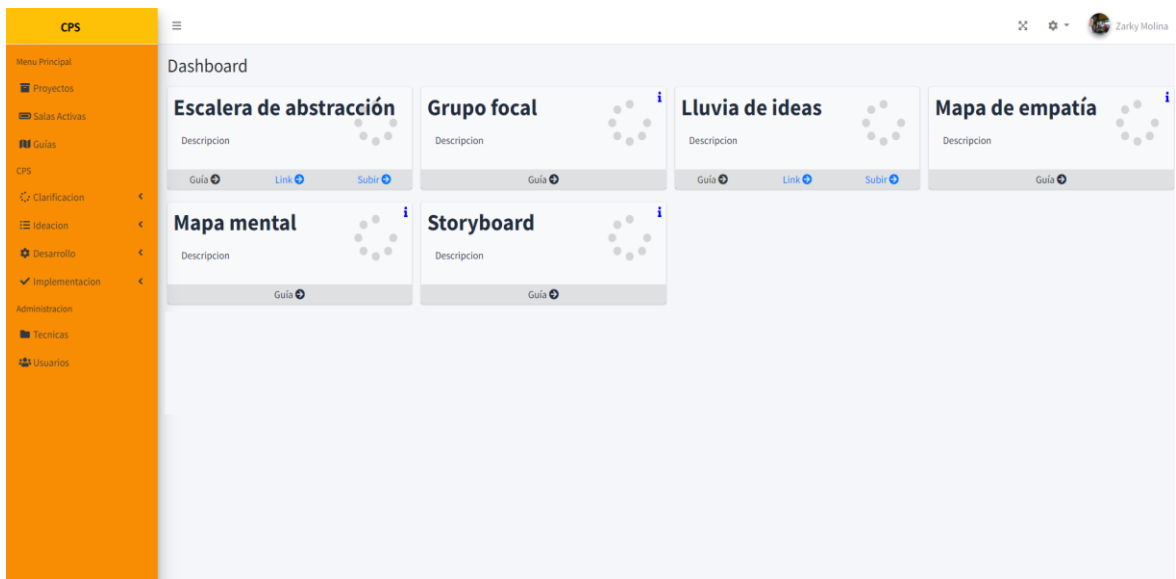 CPS
Zarky Molina
Menu Principal
Proyectos
Salas Activas
Guías
CPS
Clarificacion
Ideacion
Desarrollo
Implementacion
Administracion
Tecnicas
Usuarios
Dashboard
Escalera de abstracción
Descripcion
Guía Link Subir
Grupo focal
i
Descripcion
Guía
Lluvia de ideas
Descripcion
Guía Link Subir
Mapa de empatía
i
Descripcion
Guía
Mapa mental
i
Descripcion
Guía
Storyboard
i
Descripcion
Guía